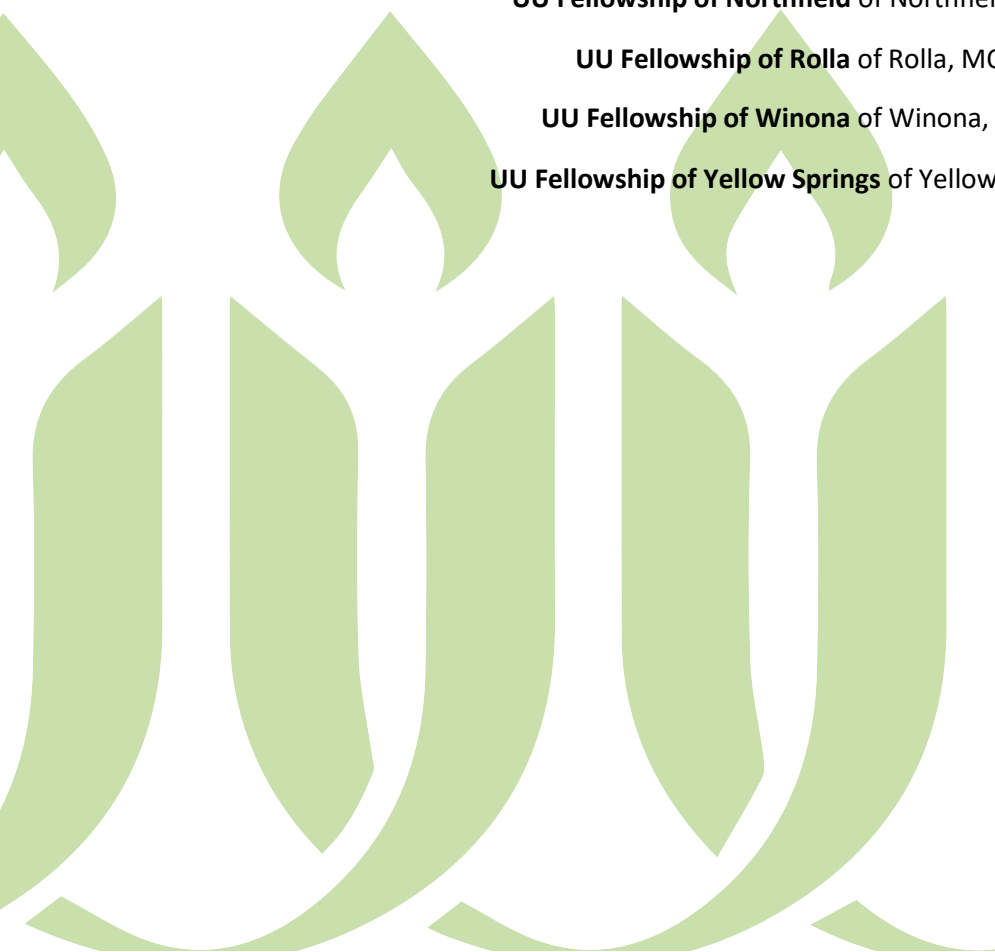 UU Fellowship of Northfield of
UU Fellowship of Rolla of Rolla,
UU Fellowship of Winona of Winona,
UU Fellowship of Yellow Springs of Yellow